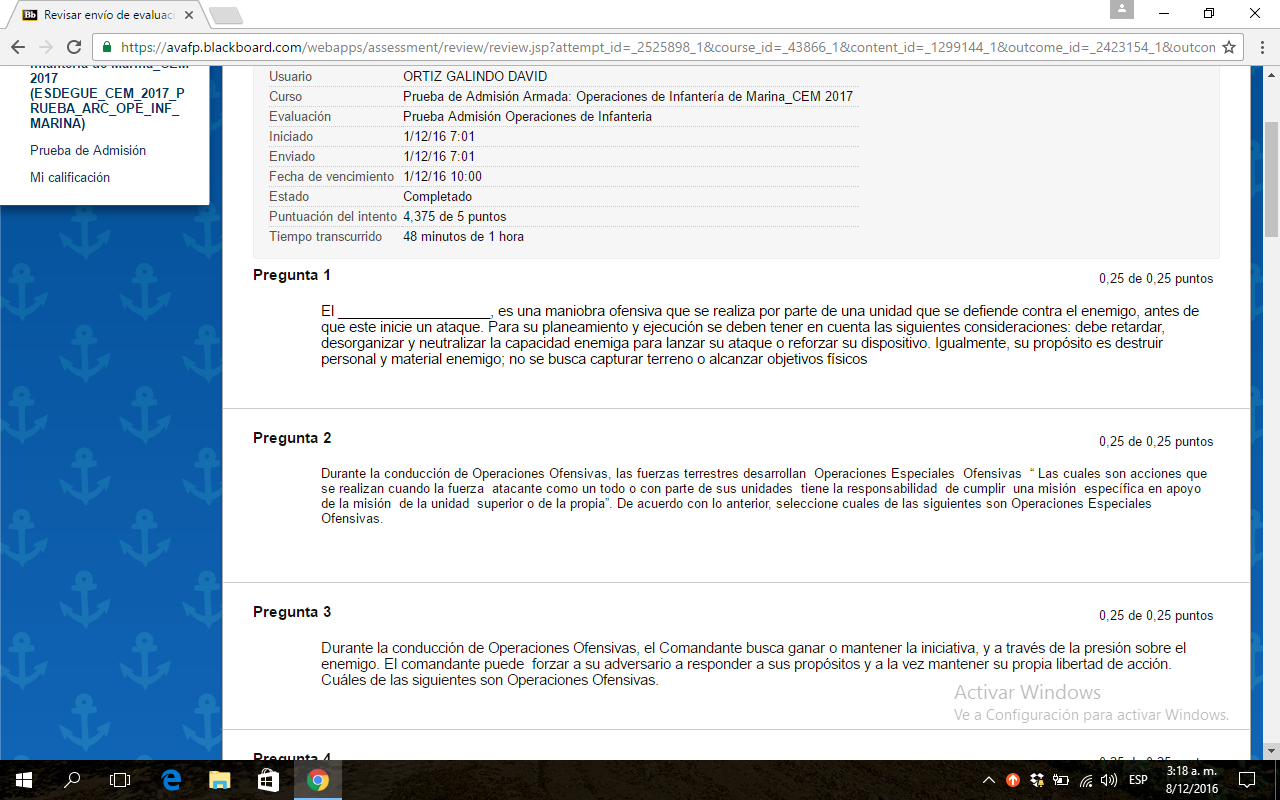 Revisar envío de evaluac
https://avafp.blackboard.com/webapps/assessment/review/review.jsp?attempt_id=_2525898_1&course_id=_43866_1&content_id=_1299144_1&outcome_id=_2423154_1&outcom
Infantería de Marina_CEM
2017
(ESDEGUE_CEM_2017_P
RUEBA_ARC_OPE_INF_
MARINA)
Prueba de Admisión
Mi calificación
Usuario ORTIZ GALINDO DAVID
Curso Prueba de Admisión Armada: Operaciones de Infantería de Marina_CEM 2017
Evaluación Prueba Admisión Operaciones de Infanteria
Iniciado 1/12/16 7:01
Enviado 1/12/16 7:01
Fecha de vencimiento 1/12/16 10:00
Estado Completado
Puntuación del intento 4,375 de 5 puntos
Tiempo transcurrido 48 minutos de 1 hora
Pregunta 1 0,25 de 0,25 puntos
El ___________________, es una maniobra ofensiva que se realiza por parte de una unidad que se defiende contra el enemigo, antes de
que este inicie un ataque. Para su planeamiento y ejecución se deben tener en cuenta las siguientes consideraciones: debe retardar,
desorganizar y neutralizar la capacidad enemiga para lanzar su ataque o reforzar su dispositivo. Igualmente, su propósito es destruir
personal y material enemigo; no se busca capturar terreno o alcanzar objetivos físicos
Pregunta 2 0,25 de 0,25 puntos
Durante la conducción de Operaciones Ofensivas, las fuerzas terrestres desarrollan Operaciones Especiales Ofensivas “ Las cuales son acciones que
se realizan cuando la fuerza atacante como un todo o con parte de sus unidades tiene la responsabilidad de cumplir una misión específica en apoyo
de la misión de la unidad superior o de la propia”. De acuerdo con lo anterior, seleccione cuales de las siguientes son Operaciones Especiales
Ofensivas.
Pregunta 3 0,25 de 0,25 puntos
Durante la conducción de Operaciones Ofensivas, el Comandante busca ganar o mantener la iniciativa, y a través de la presión sobre el
enemigo. El comandante puede forzar a su adversario a responder a sus propósitos y a la vez mantener su propia libertad de acción.
Cuáles de las siguientes son Operaciones Ofensivas.
Activar Windows
Ve a Configuración para activar Windows.
Pregunta 4 0,25 de 0,25 puntos
ESP
3:18 a. m.
8/12/2016